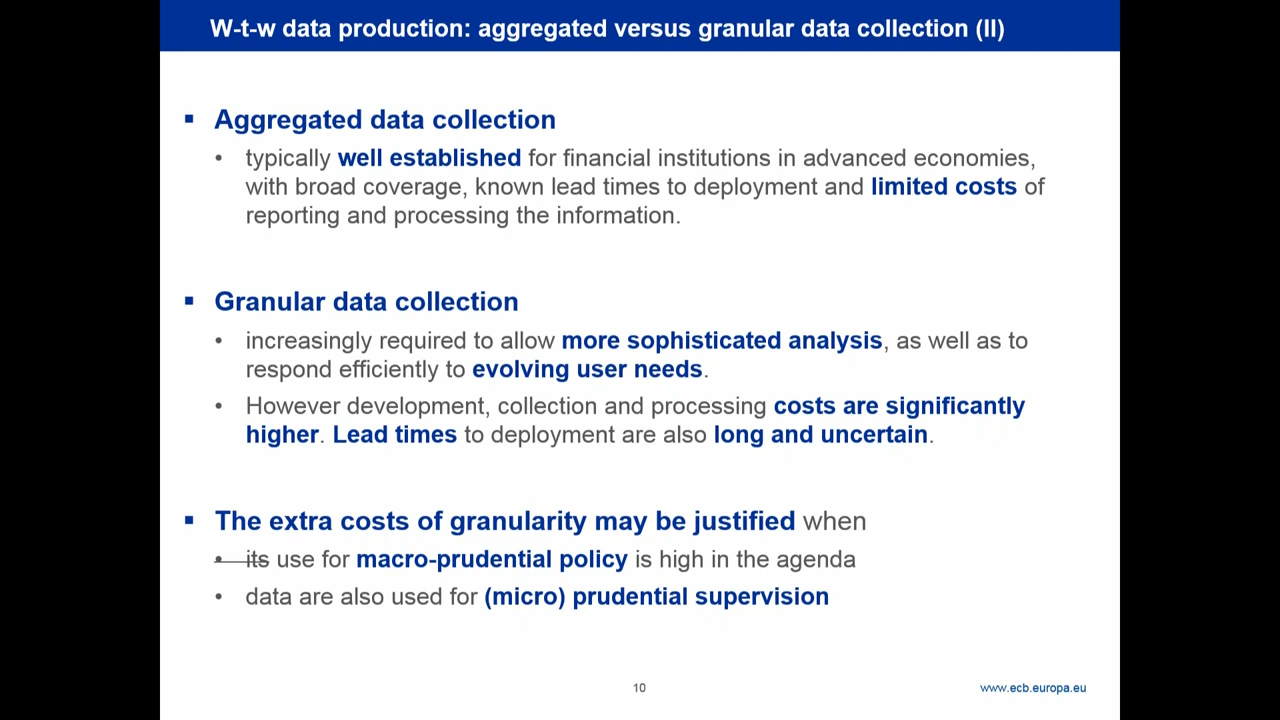 W-t-w data production: aggregated versus granular data collection (II)
▪ Aggregated data collection
• typically well established for financial institutions in advanced economies,
with broad coverage, known lead times to deployment and limited costs of
reporting and processing the information.
▪ Granular data collection
• increasingly required to allow more sophisticated analysis, as well as to
respond efficiently to evolving user needs.
• However development, collection and processing costs are significantly
higher. Lead times to deployment are also long and uncertain.
▪ The extra costs of granularity may be justified when
• its use for macro-prudential policy is high in the agenda
• data are also used for (micro) prudential supervision
10
www.ecb.europa.eu